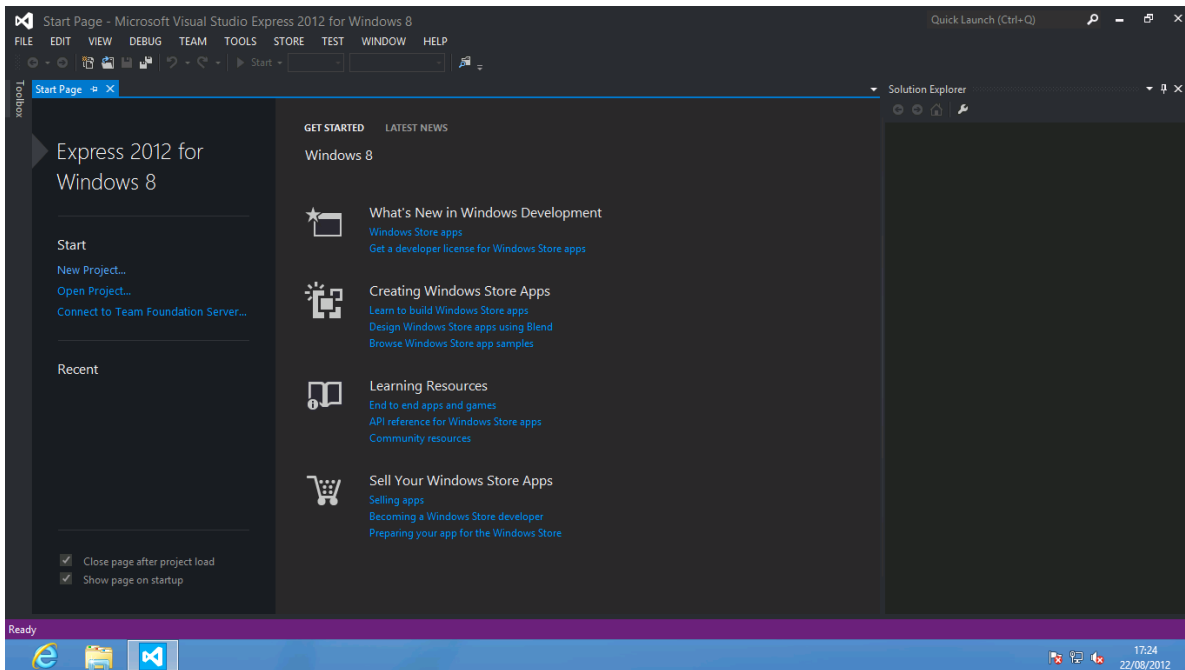 Start Page - Microsoft Visual Studio Express 2012 for Windows 8
Quick Launch (Ctrl+Q)
FILE EDIT VIEW DEBUG TEAM TOOLS STORE TEST WINDOW HELP
Start
Toolbox
Start Page
Solution Explorer
Express 2012 for
Windows 8
Start
New Project...
Open Project...
Connect to Team Foundation Server...
Recent
Close page after project load
Show page on startup
GET STARTED LATEST NEWS
Windows 8
What's New in Windows Development
Windows Store apps
Get a developer license for Windows Store apps
Creating Windows Store Apps
Learn to build Windows Store apps
Design Windows Store apps using Blend
Browse Windows Store app samples
Learning Resources
End to end apps and games
API reference for Windows Store apps
Community resources
Sell Your Windows Store Apps
Selling apps
Becoming a Windows Store developer
Preparing your app for the Windows Store
Ready
17:24
22/08/2012